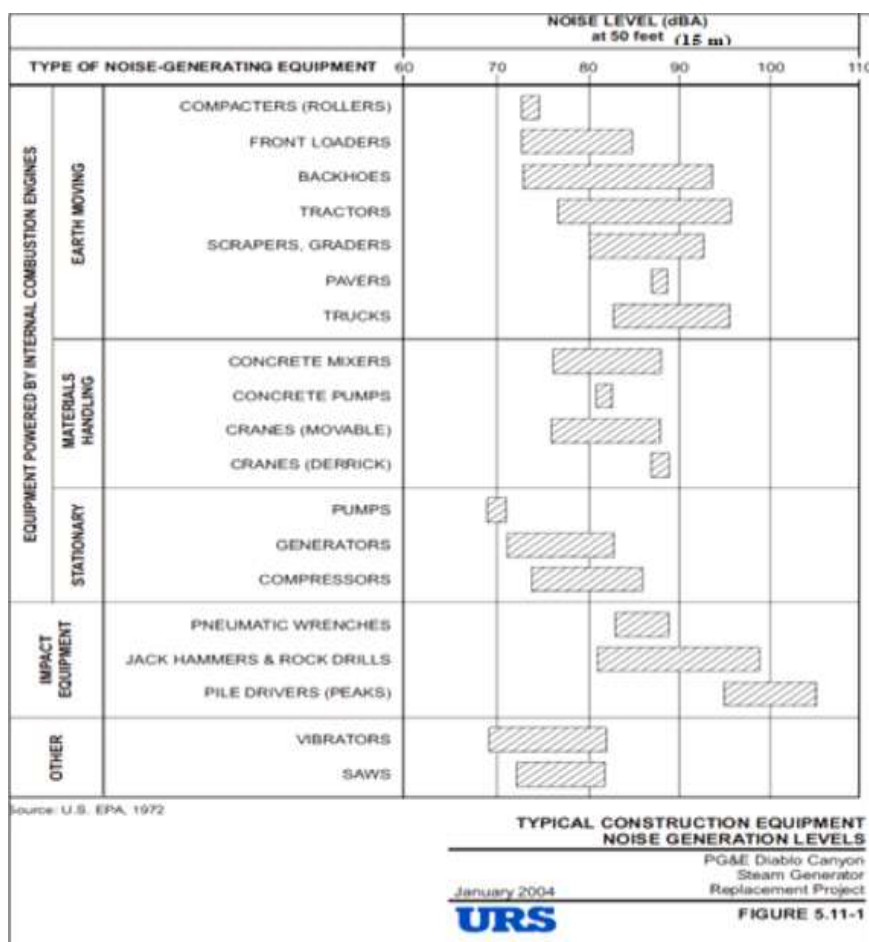 NOISE LEVEL (dBA)
at 50 feet (15 m)
TYPE OF NOISE-GENERATING EQUIPMENT 60 70 80 90 100 110
EQUIPMENT POWERED BY INTERNAL COMBUSTION ENGINES
EARTH MOVING
COMPACTERS (ROLLERS)
FRONT LOADERS
BACKHOES
TRACTORS
SCRAPERS, GRADERS
PAVERS
TRUCKS
MATERIALS
HANDLING
CONCRETE MIXERS
CONCRETE PUMPS
CRANES (MOVABLE)
CRANES (DERRICK)
STATIONARY
PUMPS
GENERATORS
COMPRESSORS
IMPACT
EQUIPMENT
PNEUMATIC WRENCHES
JACK HAMMERS & ROCK DRILLS
PILE DRIVERS (PEAKS)
OTHER
VIBRATORS
SAWS
Source: U.S. EPA, 1972
TYPICAL CONSTRUCTION EQUIPMENT
NOISE GENERATION LEVELS
PG&E Diablo Canyon
Steam Generator
January 2004 Replacement Project
URS FIGURE 5.11-1